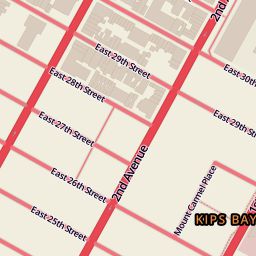 2nd
East 29th Street
East 30th
East 28th Street
East 29th Stree
East 27th Street
2nd Avenue
Mount Carmel Place
East 26th Street
KIPS BAY
East 25th Street